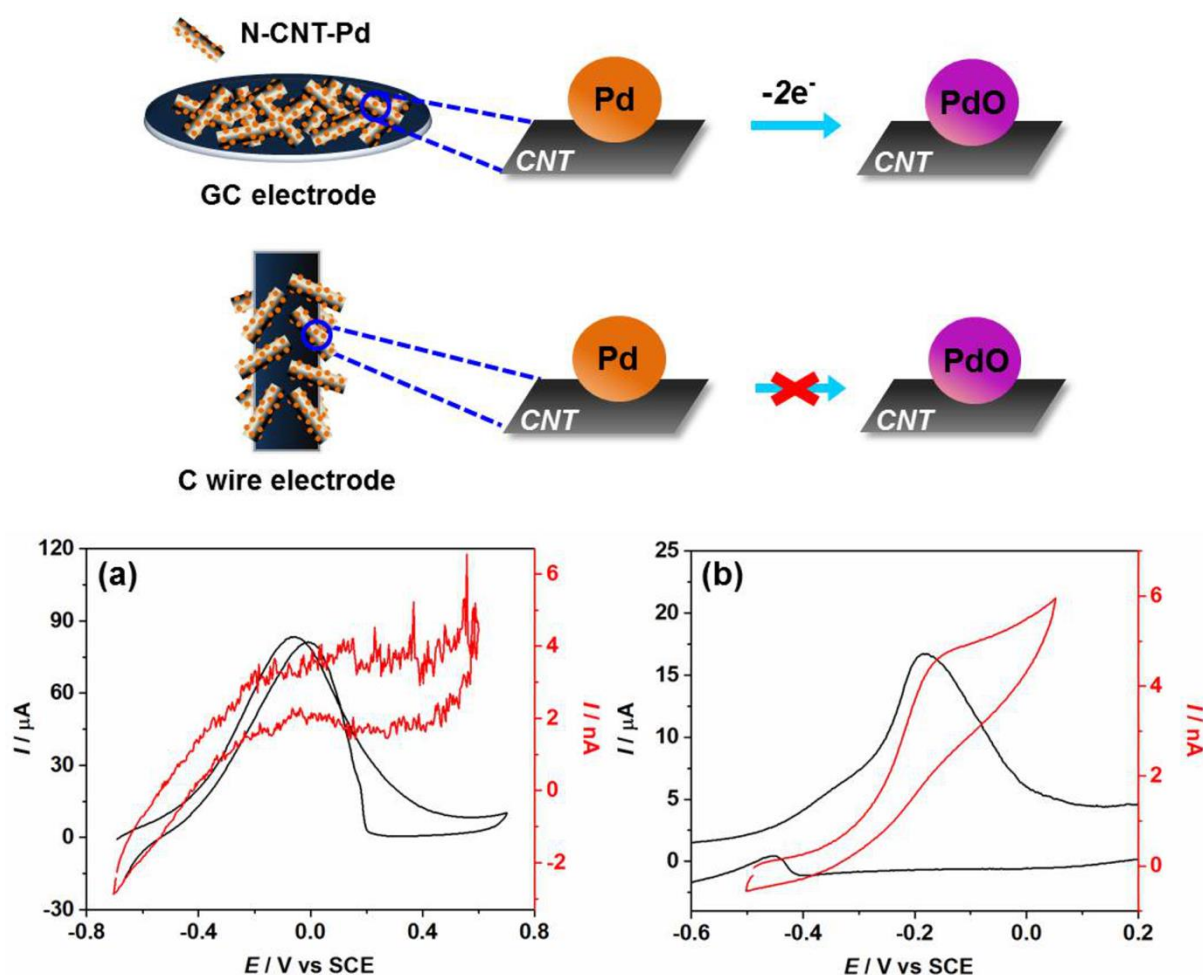 N-CNT-Pd
Pd
-2e⁻
PdO
CNT
CNT
GC electrode
Pd
PdO
CNT
CNT
C wire electrode
(a)
120
90
60
30
0
-30
I / μA
6
4
2
0
-2
I / nA
-0.8
-0.4
0.0
0.4
0.8
E / V vs SCE
(b)
25
20
15
10
5
0
I / μA
6
4
2
0
I / nA
-0.6
-0.4
-0.2
0.0
0.2
E / V vs SCE